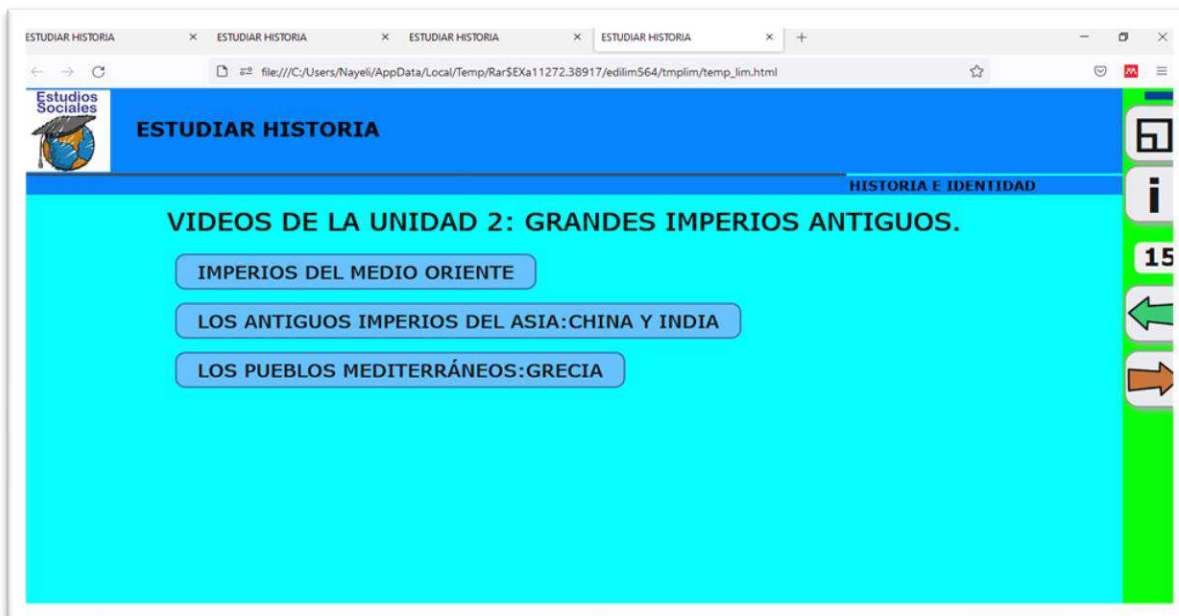 ESTUDIAR HISTORIA × ESTUDIAR HISTORIA × ESTUDIAR HISTORIA × ESTUDIAR HISTORIA × +
file:///C:/Users/Nayeli/AppData/Local/Temp/Rar$EXa11272.38917/edilim564/tmplim/temp_lim.html
Estudios
Sociales
ESTUDIAR HISTORIA
HISTORIA E IDENTIDAD
VIDEOS DE LA UNIDAD 2: GRANDES IMPERIOS ANTIGUOS.
IMPERIOS DEL MEDIO ORIENTE
LOS ANTIGUOS IMPERIOS DEL ASIA:CHINA Y INDIA
LOS PUEBLOS MEDITERRÁNEOS:GRECIA
i
15